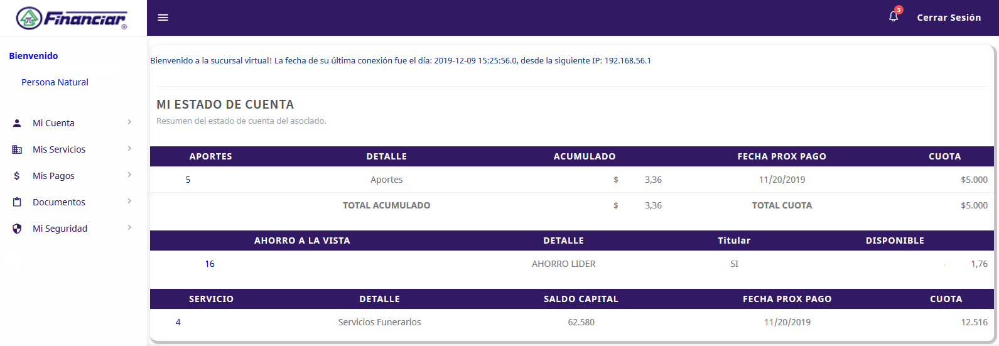 Financiar ®
3
Cerrar Sesión
Bienvenido
Persona Natural
Mi Cuenta
Mis Servicios
Mis Pagos
Documentos
Mi Seguridad
Bienvenido a la sucursal virtual! La fecha de su última conexión fue el día: 2019-12-09 15:25:56.0, desde la siguiente IP: 192.168.56.1
MI ESTADO DE CUENTA
Resumen del estado de cuenta del asociado.
APORTES DETALLE ACUMULADO FECHA PROX PAGO CUOTA
5 Aportes $ 3,36 11/20/2019 $5.000
TOTAL ACUMULADO $ 3,36 TOTAL CUOTA $5.000
AHORRO A LA VISTA DETALLE Titular DISPONIBLE
16 AHORRO LIDER SI 1,76
SERVICIO DETALLE SALDO CAPITAL FECHA PROX PAGO CUOTA
4 Servicios Funerarios 62.580 11/20/2019 12.516